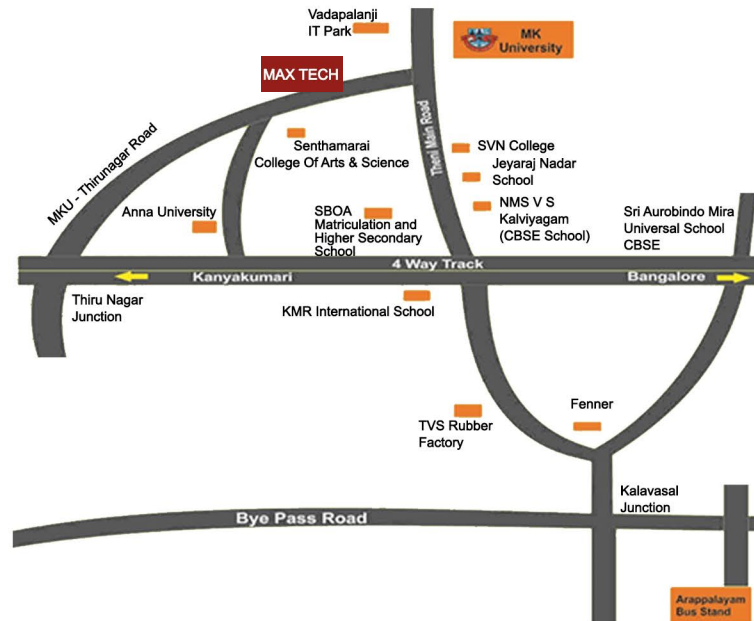 Vadapalanji
IT Park
MK
University
MAX TECH
MKU - Thirunagar Road
Theni Main Road
Senthamarai
College Of Arts & Science
SVN College
Jeyaraj Nadar
School
Anna University
SBOA
Matriculation and
Higher Secondary
School
NMS V S
Kalviyagam
(CBSE School)
Sri Aurobindo Mira
Universal School
CBSE
4 Way Track
Kanyakumari
Bangalore
Thiru Nagar
Junction
KMR International School
TVS Rubber
Factory
Fenner
Kalavasal
Junction
Bye Pass Road
Arappalayam
Bus Stand